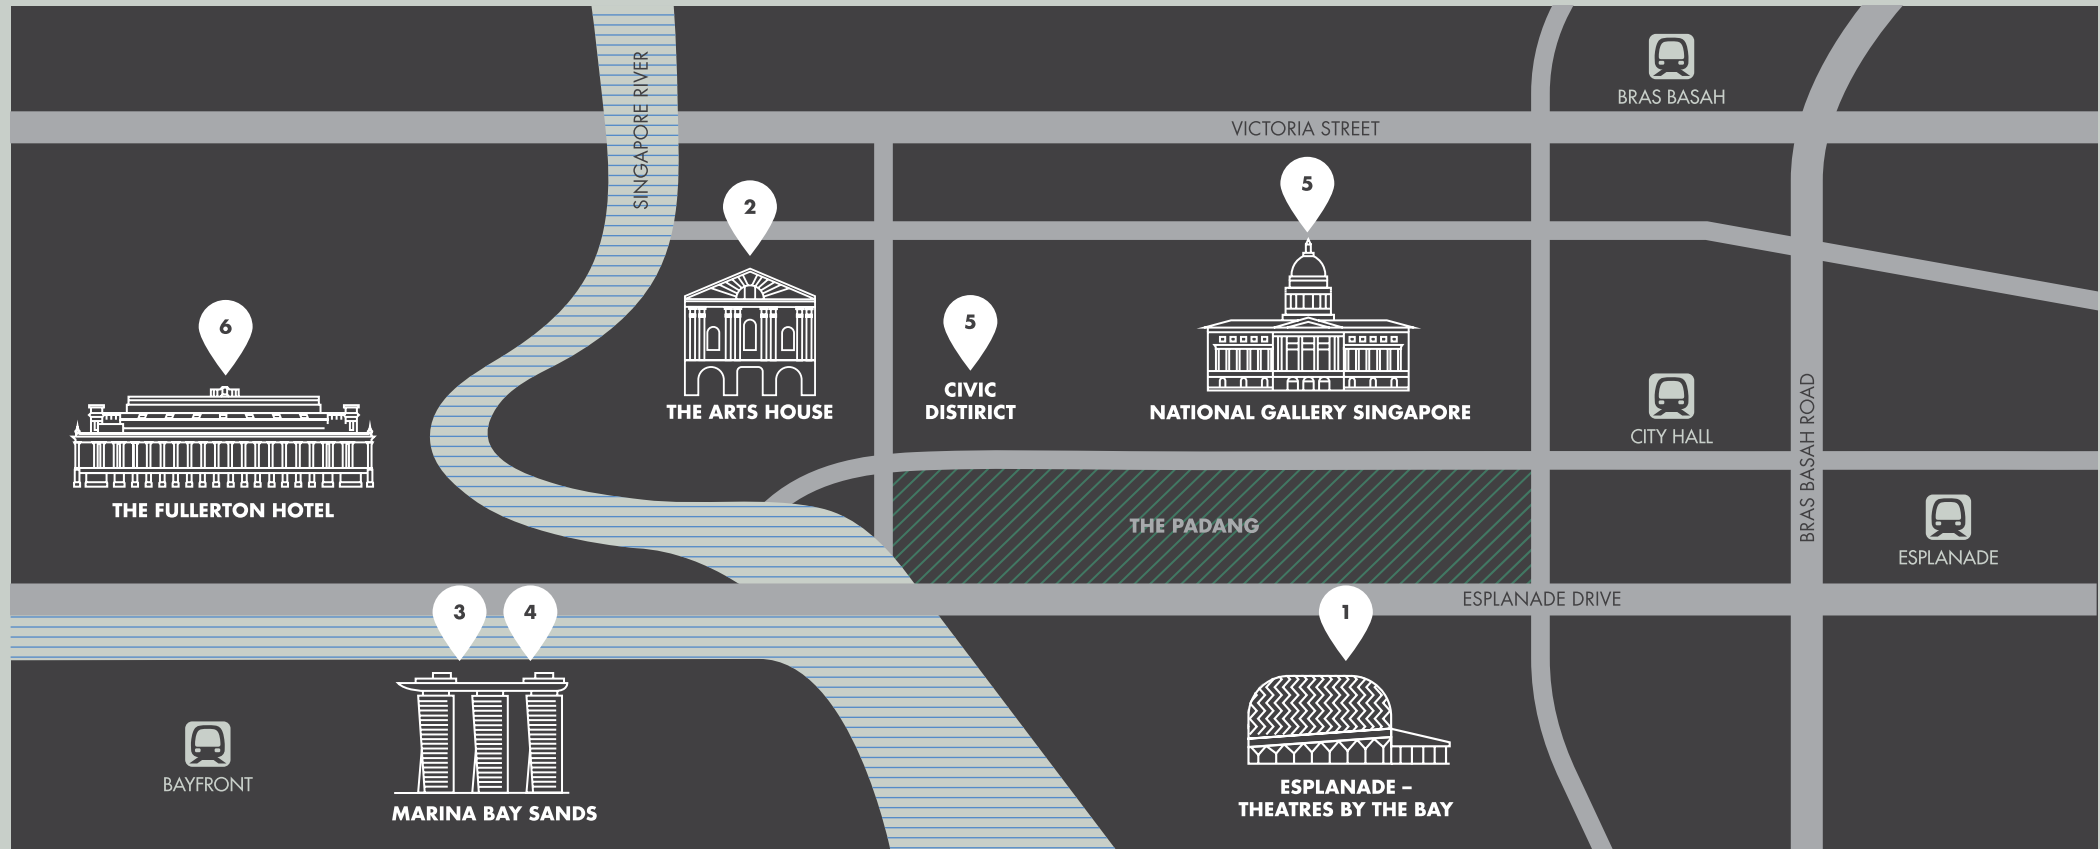 BRAS BASAH
VICTORIA STREET
SINGAPORE RIVER
5
2
5
6
CIVIC
DISTIRICT
THE ARTS HOUSE
NATIONAL GALLERY SINGAPORE
CITY HALL
BRAS BASAH ROAD
THE FULLERTON HOTEL
THE PADANG
ESPLANADE
ESPLANADE DRIVE
3
4
1
BAYFRONT
MARINA BAY SANDS
ESPLANADE –
THEATRES BY THE BAY